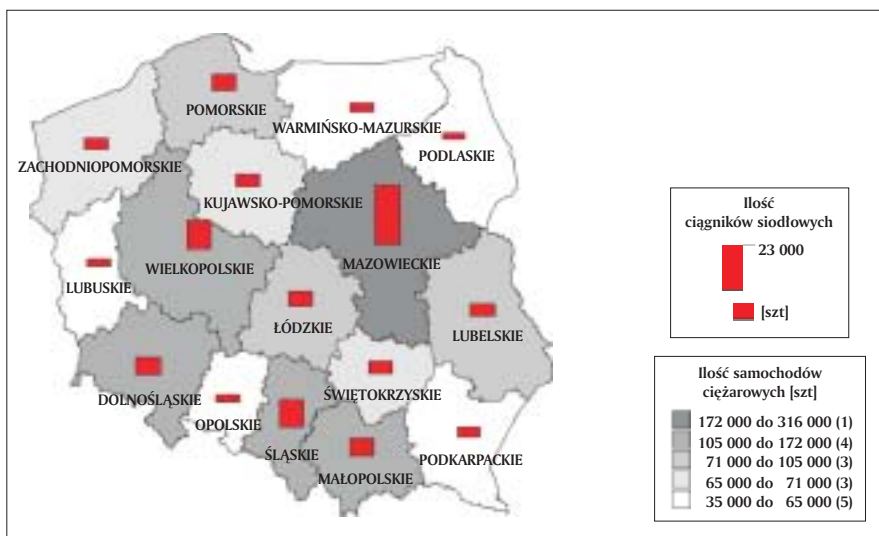 POMORSKIE
WARMIŃSKO-MAZURSKIE
PODLASKIE
ZACHODNIOPOMORSKIE
KUJAWSKO-POMORSKIE
MAZOWIECKIE
WIELKOPOLSKIE
LUBUSKIE
ŁÓDZKIE
LUBELSKIE
DOLNOŚLĄSKIE
OPOLSKIE
ŚWIĘTOKRZYSKIE
ŚLĄSKIE
MAŁOPOLSKIE
PODKARPACKIE
Ilość
ciągników siodłowych
23 000
[szt]
Ilość samochodów
ciężarowych [szt]
172 000 do 316 000 (1)
105 000 do 172 000 (4)
71 000 do 105 000 (3)
65 000 do 71 000 (3)
35 000 do 65 000 (5)